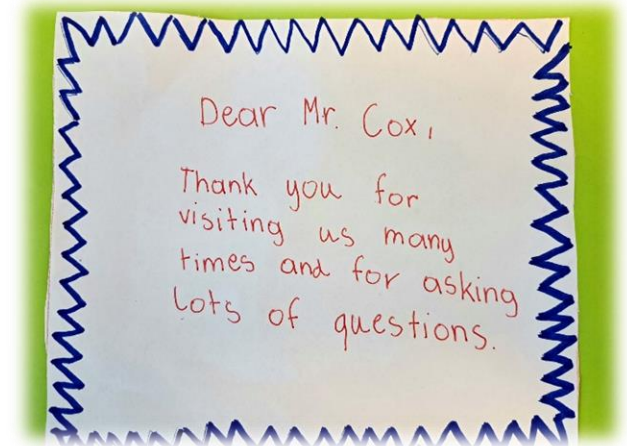 Dear Mr. Cox,
Thank you for
visiting us many
times and for asking
Lots of questions.